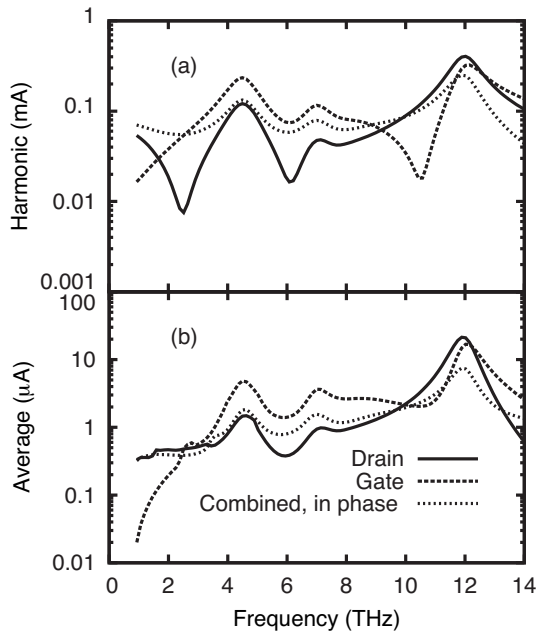 1
(a)
0.1
Harmonic (mA)
0.01
0.001
100
(b)
10
Average (μA)
1
Drain
Gate
0.1
Combined, in phase
0.01
0 2 4 6 8 10 12 14
Frequency (THz)